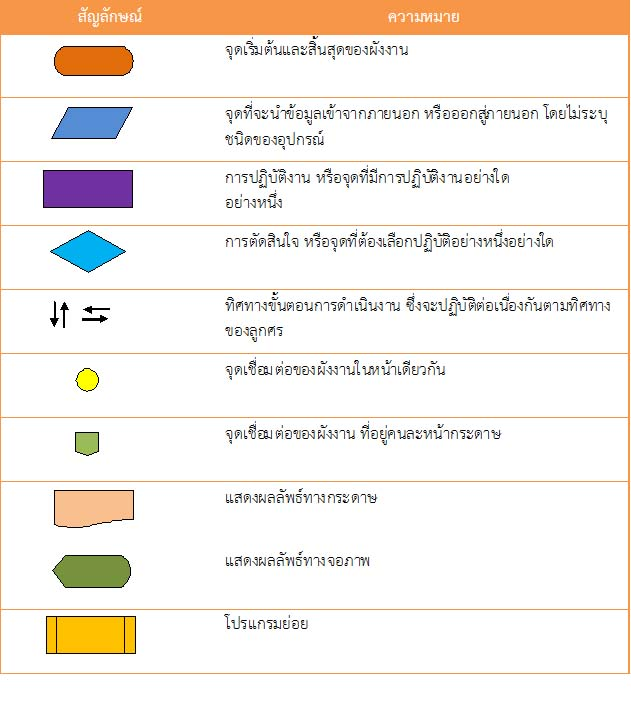 สัญลักษณ์ ความหมาย
จุดเริ่มต้นและสิ้นสุดของผังงาน
จุดที่จะนำข้อมูลเข้าจากภายนอก หรือออกสู่ภายนอก โดยไม่ระบุ
ชนิดของอุปกรณ์
การปฏิบัติงาน หรือจุดที่มีการปฏิบัติงานอย่างใด
อย่างหนึ่ง
การตัดสินใจ หรือจุดที่ต้องเลือกปฏิบัติอย่างหนึ่งอย่างใด
ทิศทางขั้นตอนการดำเนินงาน ซึ่งจะปฏิบัติต่อเนื่องกันตามทิศทาง
ของลูกศร
จุดเชื่อมต่อของผังงานในหน้าเดียวกัน
จุดเชื่อมต่อของผังงาน ที่อยู่คนละหน้ากระดาษ
แสดงผลลัพธ์ทางกระดาษ
แสดงผลลัพธ์ทางจอภาพ
โปรแกรมย่อย